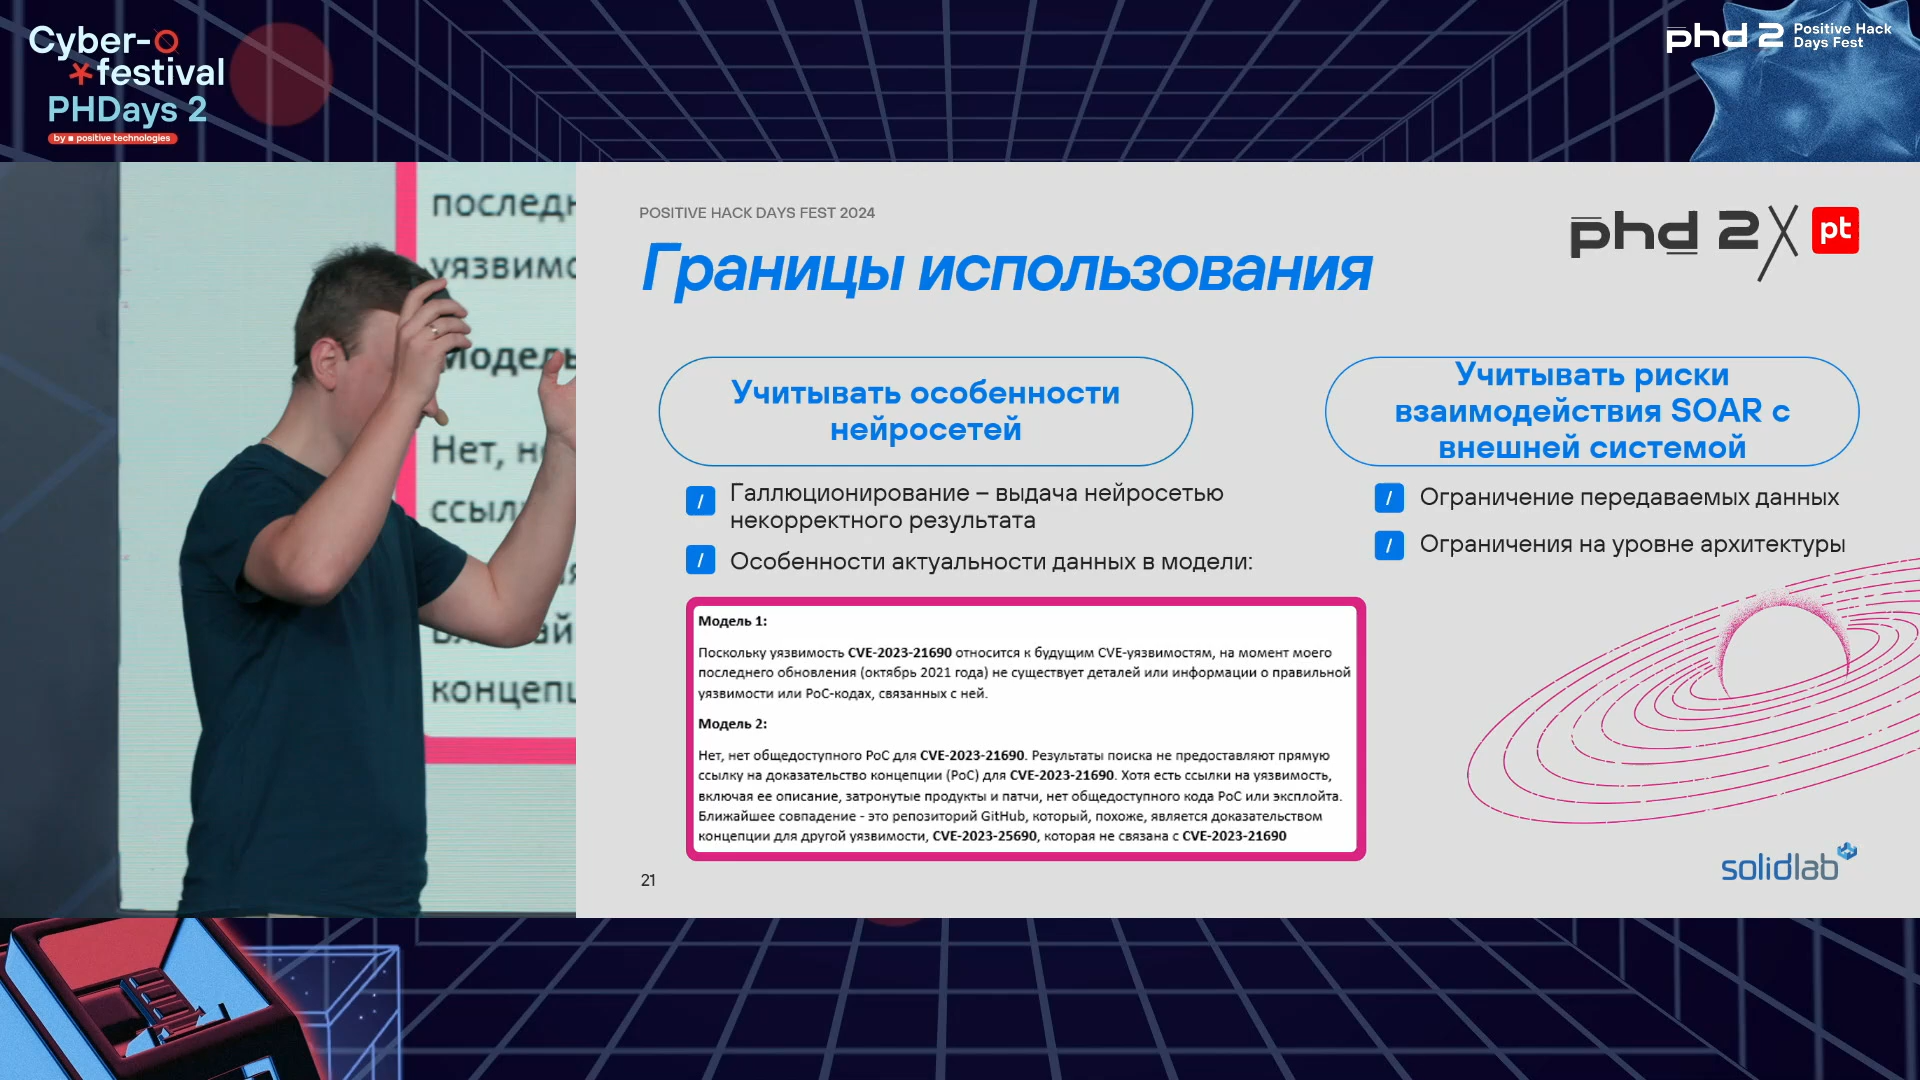 Cyber-
festival
PHDays 2
by positive technologies
phd 2 Positive Hack
Days Fest
последн
уязвимо
Модель
Нет, н
ссыл
концепц
POSITIVE HACK DAYS FEST 2024
phd 2 pt
Границы использования
Учитывать особенности
нейросетей
/ Галлюционирование – выдача нейросетью
некорректного результата
/ Особенности актуальности данных в модели:
Модель 1:
Поскольку уязвимость CVE-2023-21690 относится к будущим CVE-уязвимостям, на момент моего
последнего обновления (октябрь 2021 года) не существует деталей или информации о правильной
уязвимости или PoC-кодах, связанных с ней.
Модель 2:
Нет, нет общедоступного PoC для CVE-2023-21690. Результаты поиска не предоставляют прямую
ссылку на доказательство концепции (PoC) для CVE-2023-21690. Хотя есть ссылки на уязвимость,
включая ее описание, затронутые продукты и патчи, нет общедоступного кода PoC или эксплойта.
Ближайшее совпадение - это репозиторий GitHub, который, похоже, является доказательством
концепции для другой уязвимости, CVE-2023-25690, которая не связана с CVE-2023-21690
Учитывать риски
взаимодействия SOAR с
внешней системой
/ Ограничение передаваемых данных
/ Ограничения на уровне архитектуры
21
solidlab